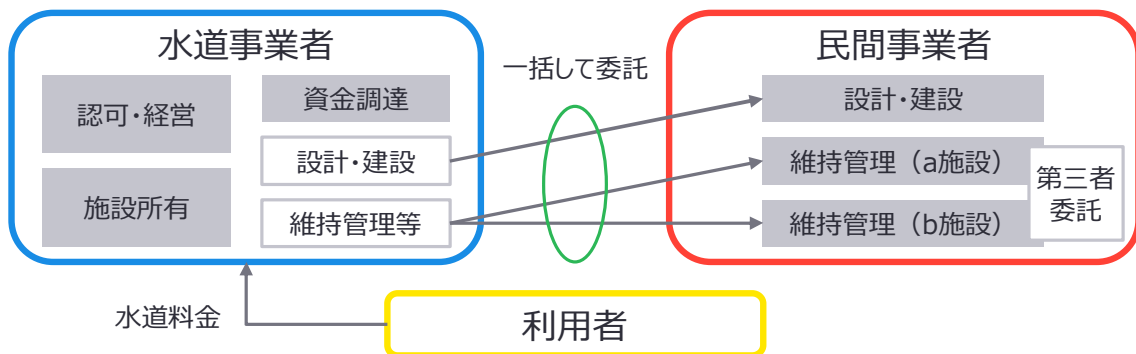 水道事業者
認可・経営
施設所有
資金調達
設計・建設
維持管理等
一括して委託
民間事業者
設計・建設
維持管理（a施設）
維持管理（b施設）
第三者
委託
水道料金
利用者